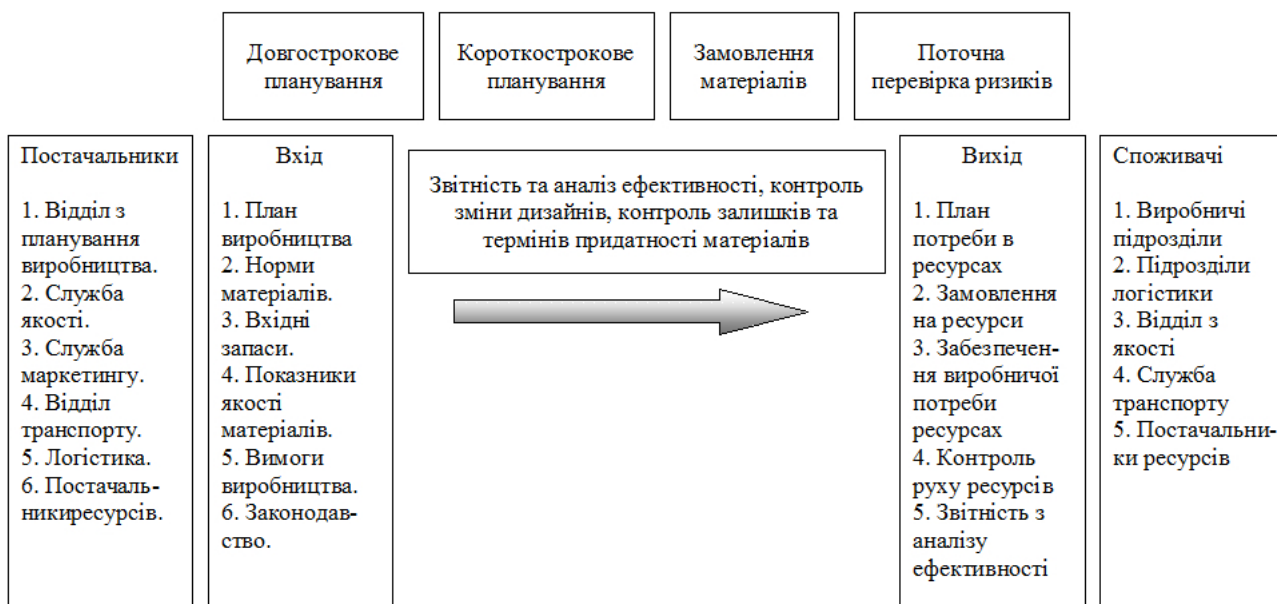 Довгострокове
планування
Короткострокове
планування
Замовлення
матеріалів
Поточна
перевірка ризиків
Постачальники
1. Відділ з
планування
виробництва.
2. Служба
якості.
3. Служба
маркетингу.
4. Відділ
транспорту.
5. Логістика.
6. Постачаль-
никиресурсів.
Вхід
1. План
виробництва
2. Норми
матеріалів.
3. Вхідні
запаси.
4. Показники
якості
матеріалів.
5. Вимоги
виробництва.
6. Законодав-
ство.
Звітність та аналіз ефективності, контроль
зміни дизайнів, контроль залишків та
термінів придатності матеріалів
Вихід
1. План
потреби в
ресурсах
2. Замовлення
на ресурси
3. Забезпечен-
ня виробничої
потреби
ресурсах
4. Контроль
руху ресурсів
5. Звітність з
аналізу
ефективності
Споживачі
1. Виробничі
підрозділи
2. Підрозділи
логістики
3. Відділ з
якості
4. Служба
транспорту
5. Постачальни-
ки ресурсів